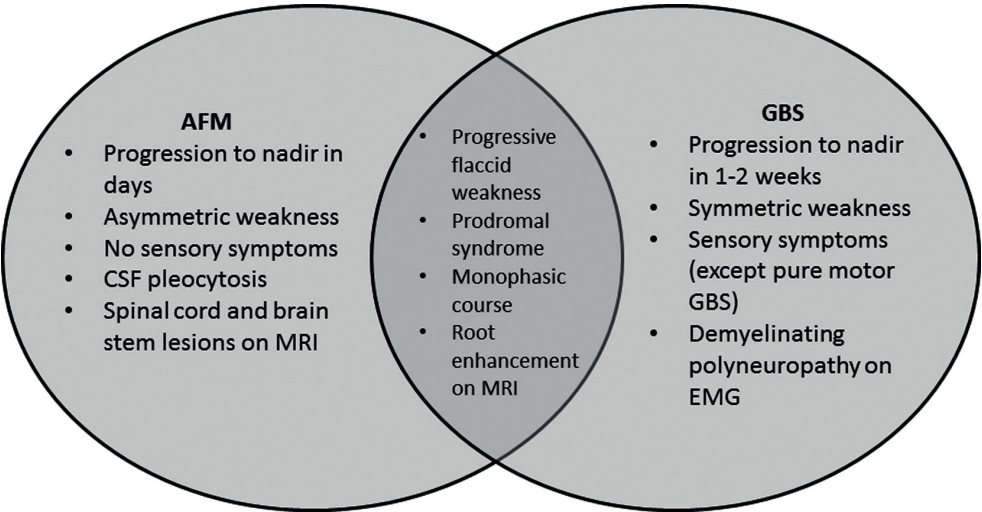 AFM
• Progression to nadir in
days
• Asymmetric weakness
• No sensory symptoms
• CSF pleocytosis
• Spinal cord and brain
stem lesions on MRI
• Progressive
flaccid
weakness
• Prodromal
syndrome
• Monophasic
course
• Root
enhancement
on MRI
GBS
• Progression to nadir
in 1-2 weeks
• Symmetric weakness
• Sensory symptoms
(except pure motor
GBS)
• Demyelinating
polyneuropathy on
EMG